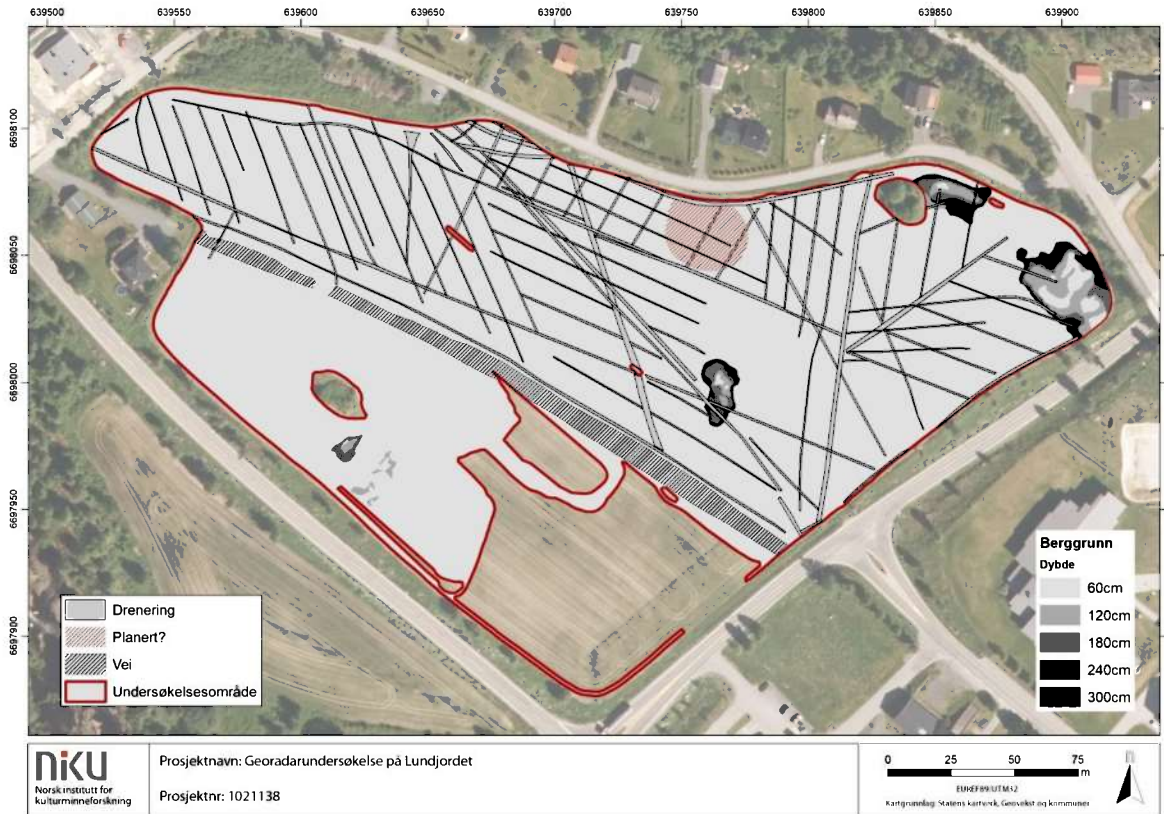 639500 639550 639600 639650 639700 639750 639800 639850 639900
6698100
6698050
6698000
6697950
6697900
Drenering
Planert?
Vei
Undersøkelsesområde
Berggrunn
Dybde
60cm
120cm
180cm
240cm
300cm
niku
Norsk institutt for
kulturminneforskning
Prosjektnavn: Georadarundersøkelse på Lundjordet
Prosjektnr: 1021138
0 25 50 75
m
EUREF89 UTM32
Kartgrunnlag: Statens kartverk, Geovekst og kommuner
n